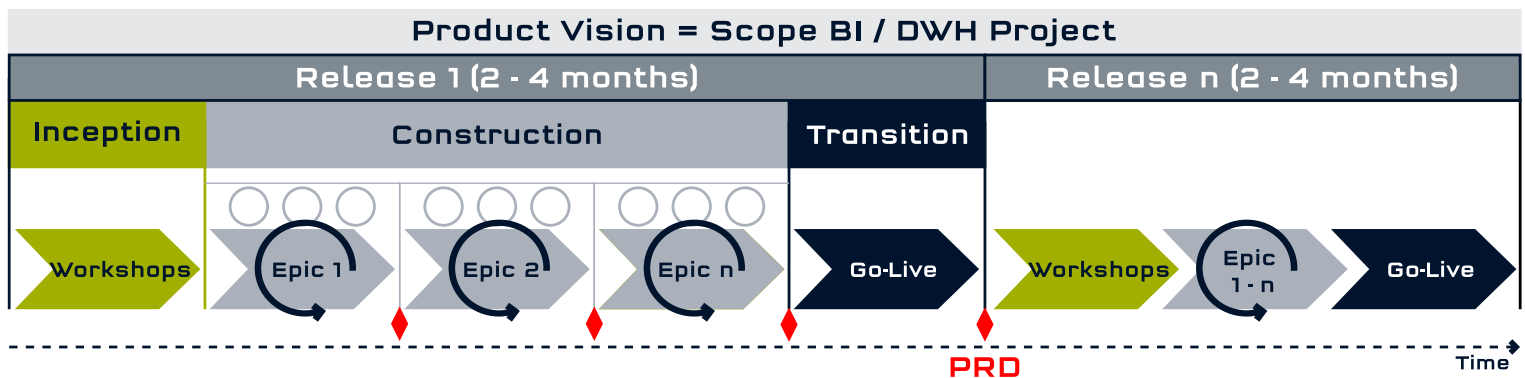 Product Vision = Scope BI / DWH Project
Release 1 (2 - 4 months)
Release n (2 - 4 months)
Inception
Construction
Transition
Workshops
Epic 1
Epic 2
Epic n
Go-Live
Workshops
Epic
1 - n
Go-Live
PRD
Time